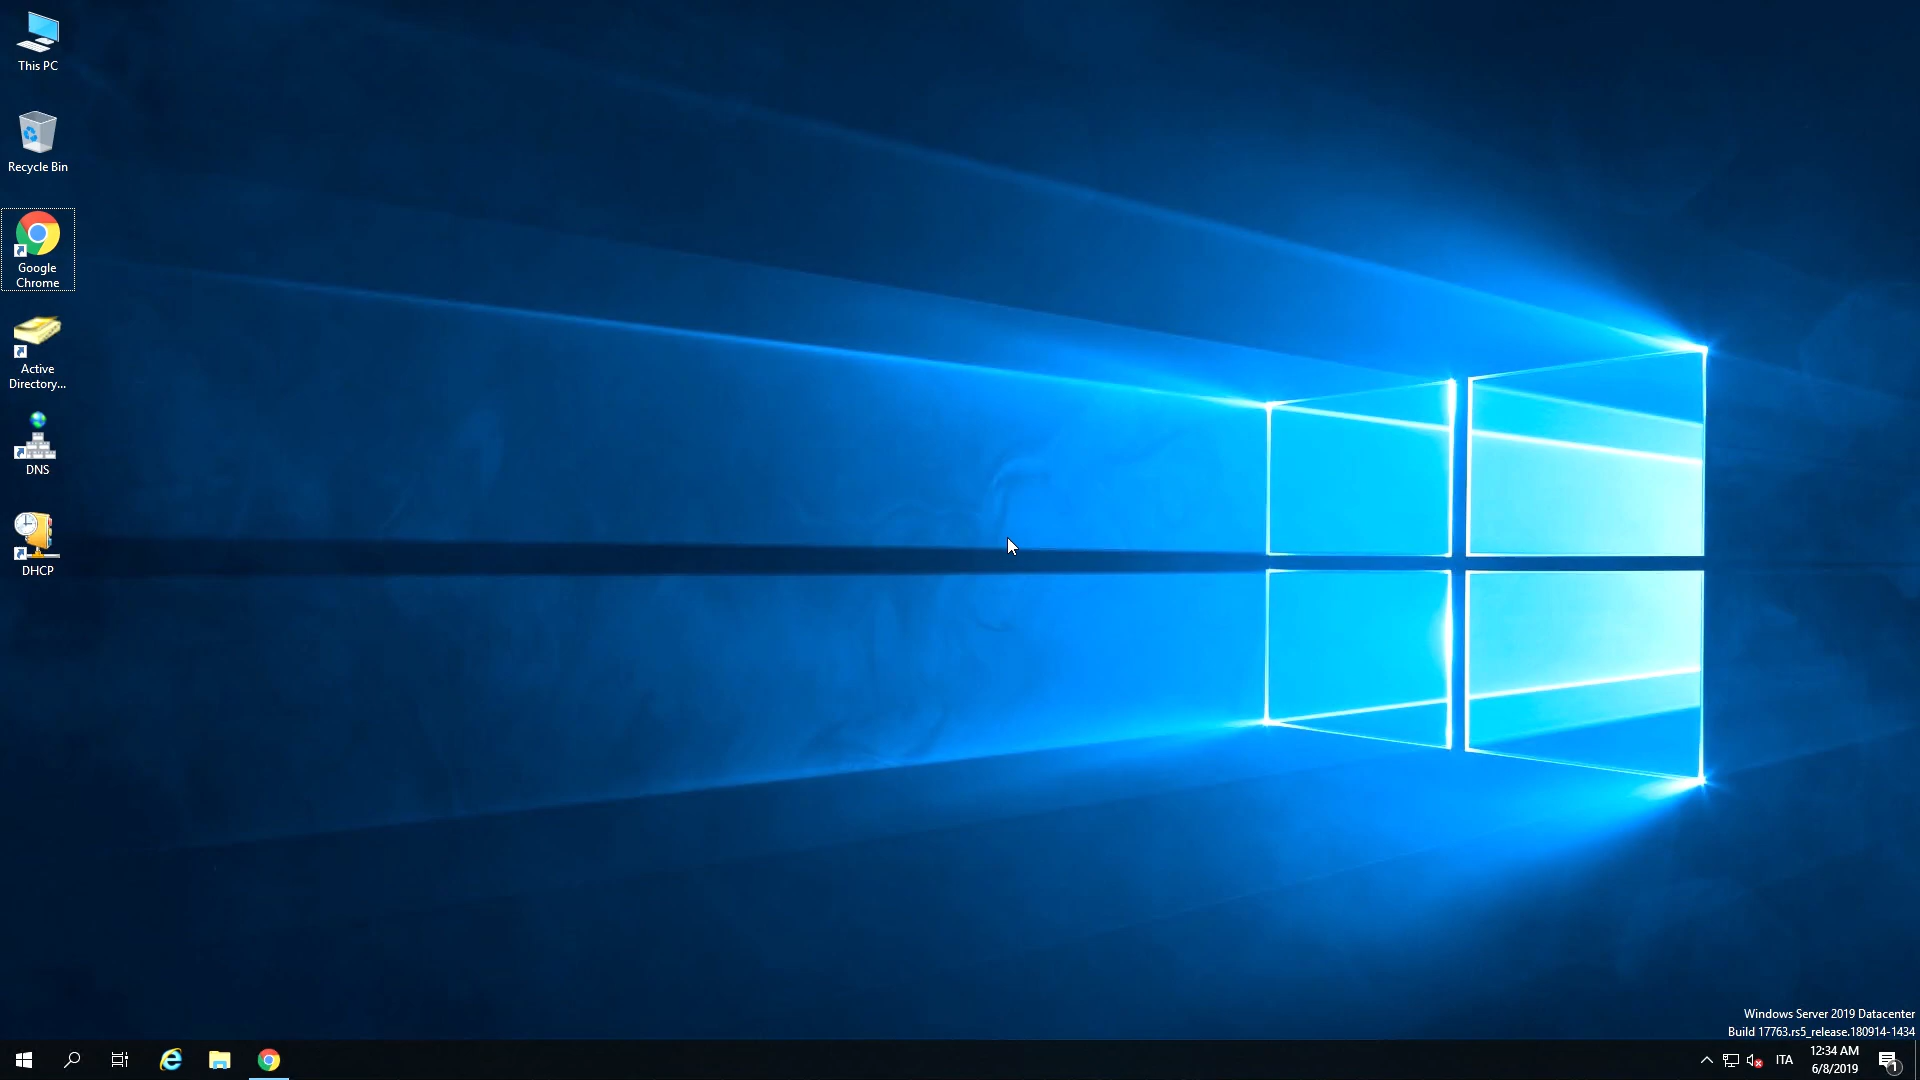 This PC
Recycle Bin
Google
Chrome
Active
Directory...
DNS
DHCP
Windows Server 2019 Datacenter
Build 17763.rs5_release.180914-1434
ITA
12:34 AM
6/8/2019
1